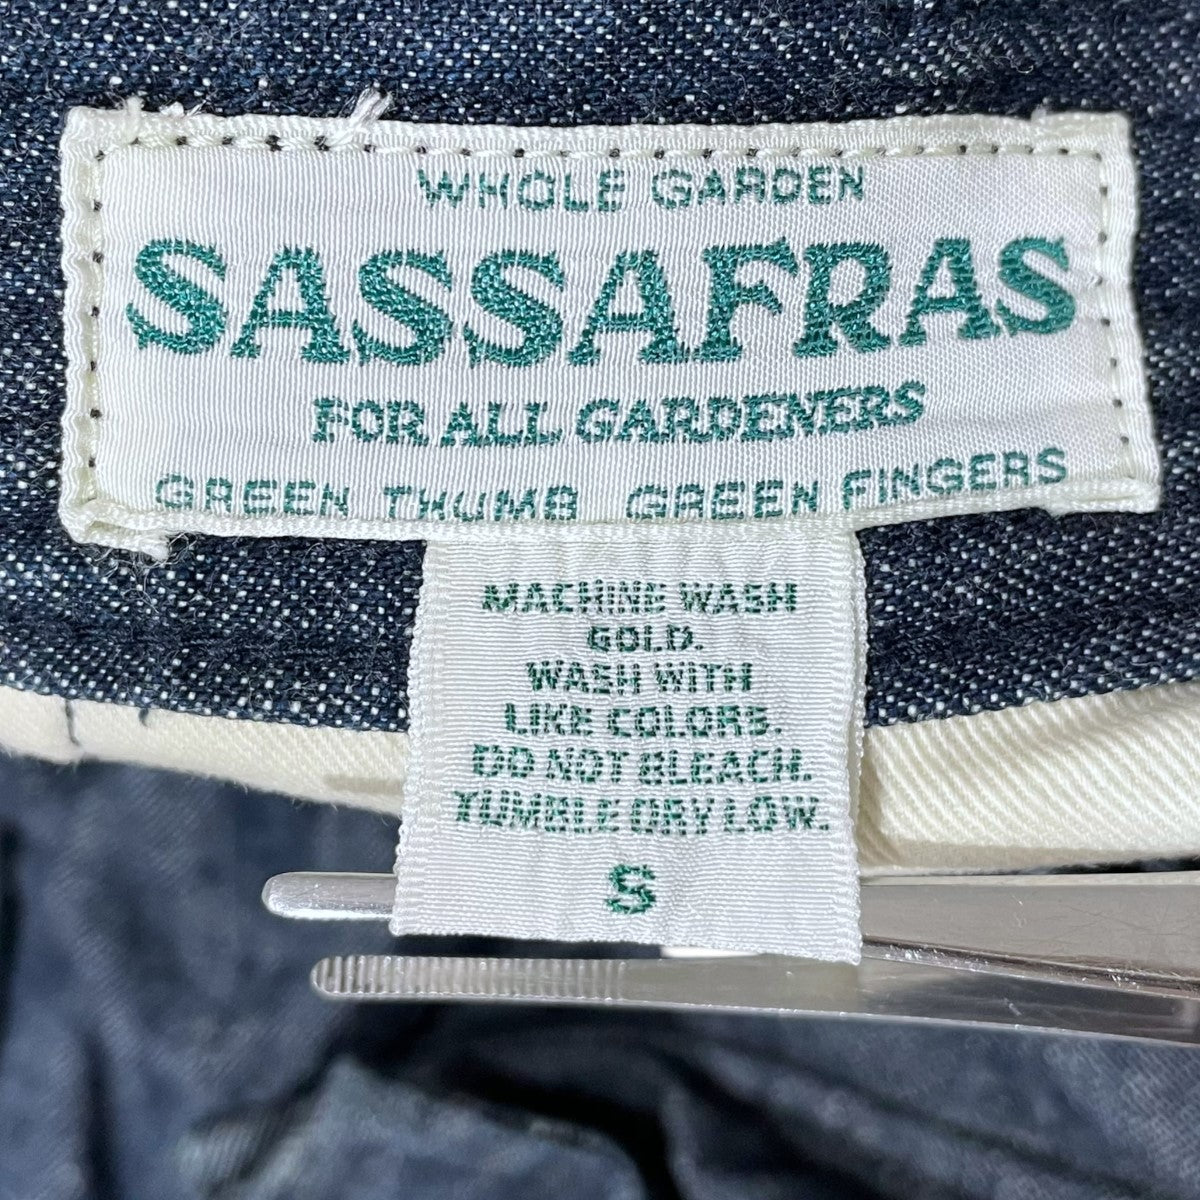 WHOLE GARDEN
SASSAFRAS
FOR ALL GARDENERS
GREEN THUMB GREEN FINGERS
MACHINE WASH
COLD.
WASH WITH
LIKE COLORS.
DO NOT BLEACH.
TUMBLE DRY LOW.
S